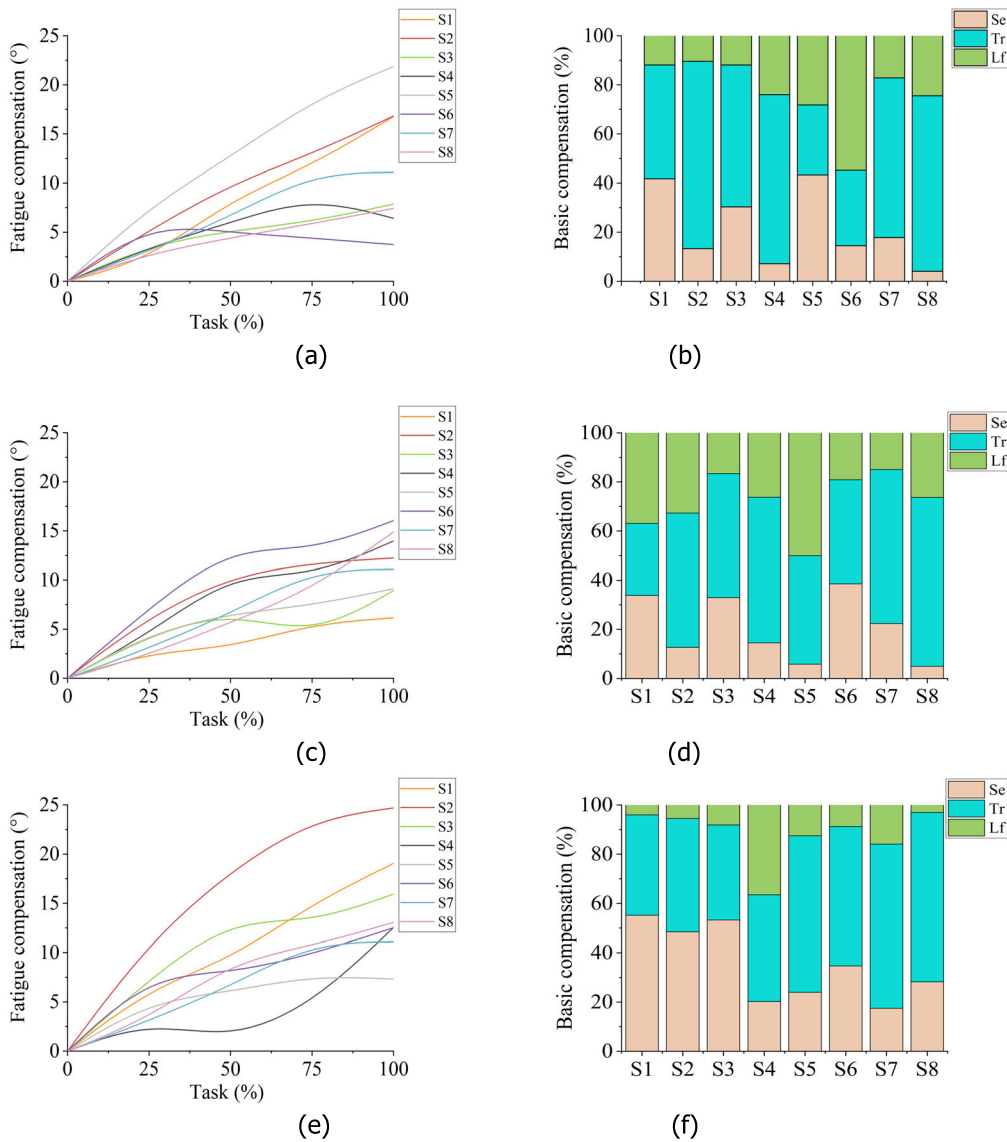 Fatigue compensation (°)
25
20
15
10
5
0
0 25 50 75 100
Task (%)
S1
S2
S3
S4
S5
S6
S7
S8
(a)
Basic compensation (%)
100
80
60
40
20
0
S1 S2 S3 S4 S5 S6 S7 S8
Se
Tr
Lf
(b)
Fatigue compensation (°)
25
20
15
10
5
0
0 25 50 75 100
Task (%)
S1
S2
S3
S4
S5
S6
S7
S8
(c)
Basic compensation (%)
100
80
60
40
20
0
S1 S2 S3 S4 S5 S6 S7 S8
Se
Tr
Lf
(d)
Fatigue compensation (°)
25
20
15
10
5
0
0 25 50 75 100
Task (%)
S1
S2
S3
S4
S5
S6
S7
S8
(e)
Basic compensation (%)
100
80
60
40
20
0
S1 S2 S3 S4 S5 S6 S7 S8
Se
Tr
Lf
(f)